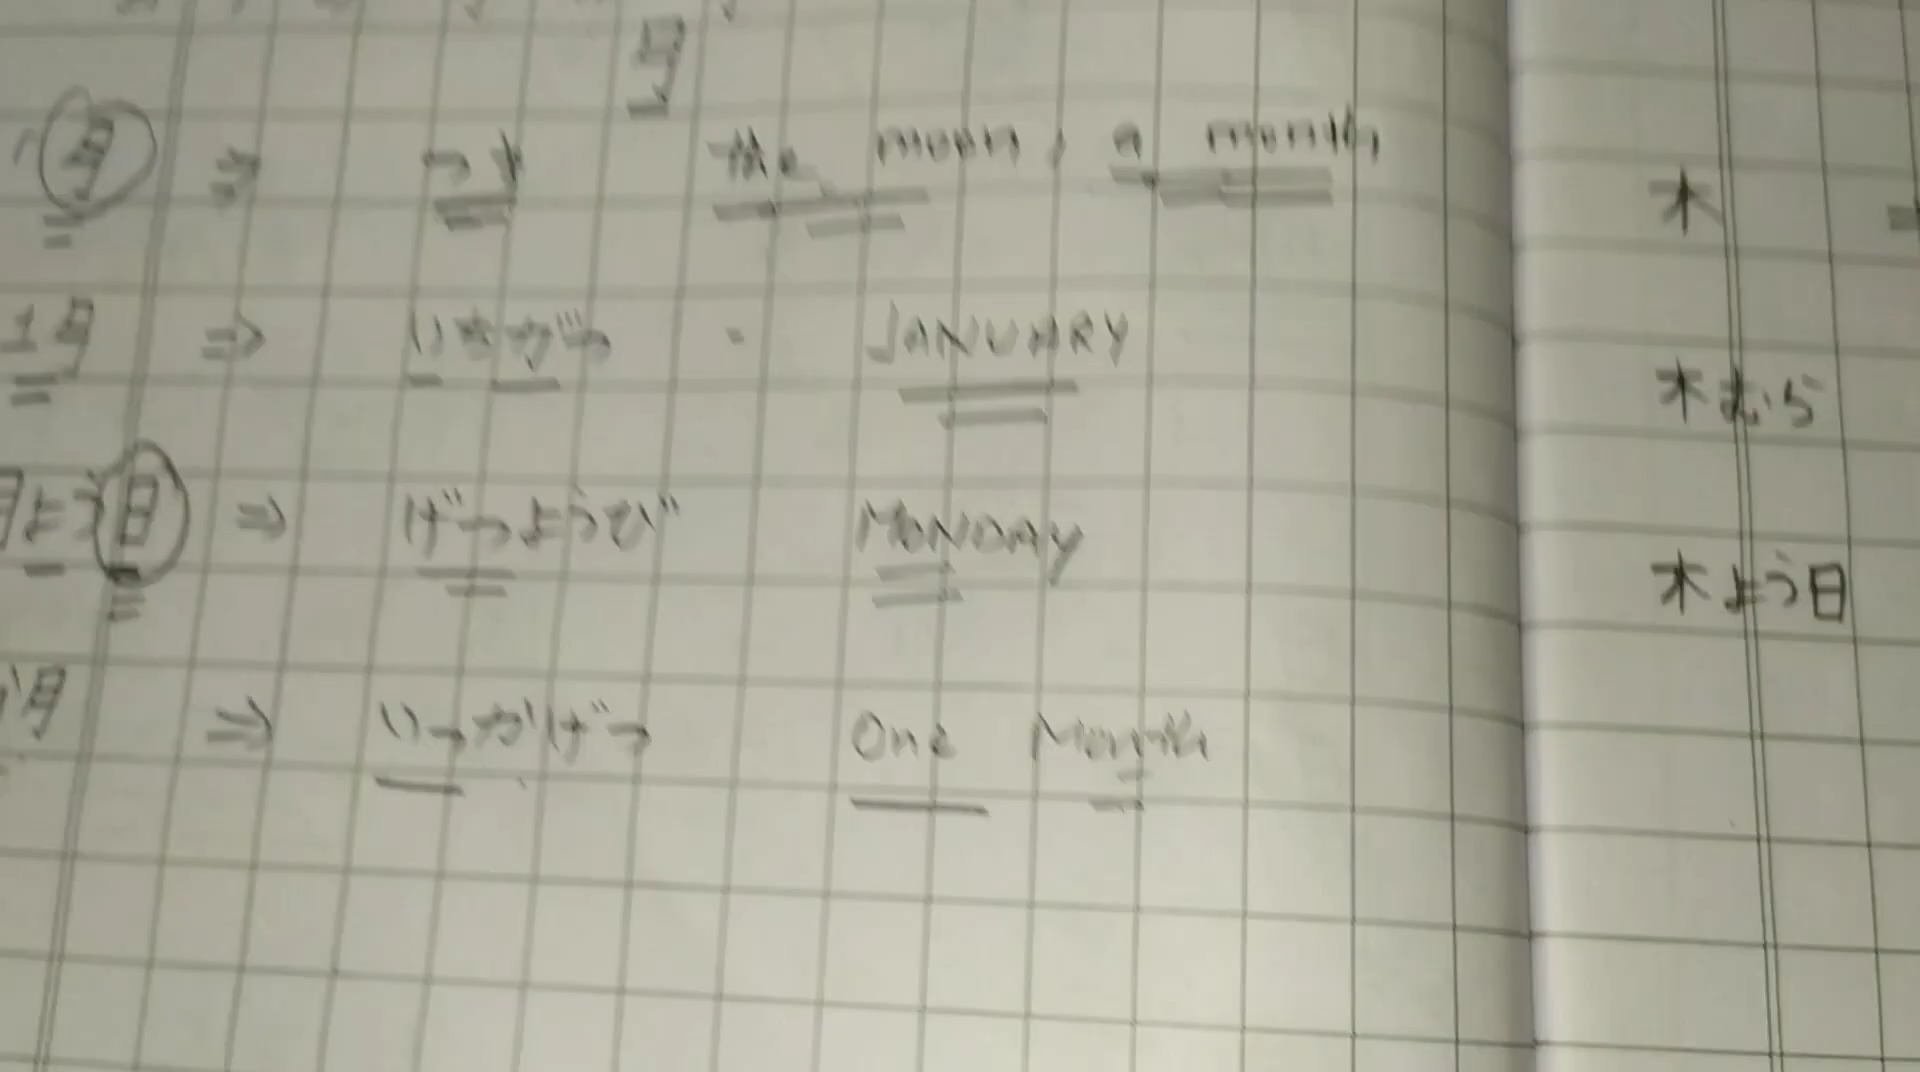 月
月 ⇒ つき the moon, a month
1月 ⇒ いちがつ - JANUARY
月よう日 ⇒ げつようび MONDAY
月 ⇒ いっかげつ One Month
木
木むら
木よう日